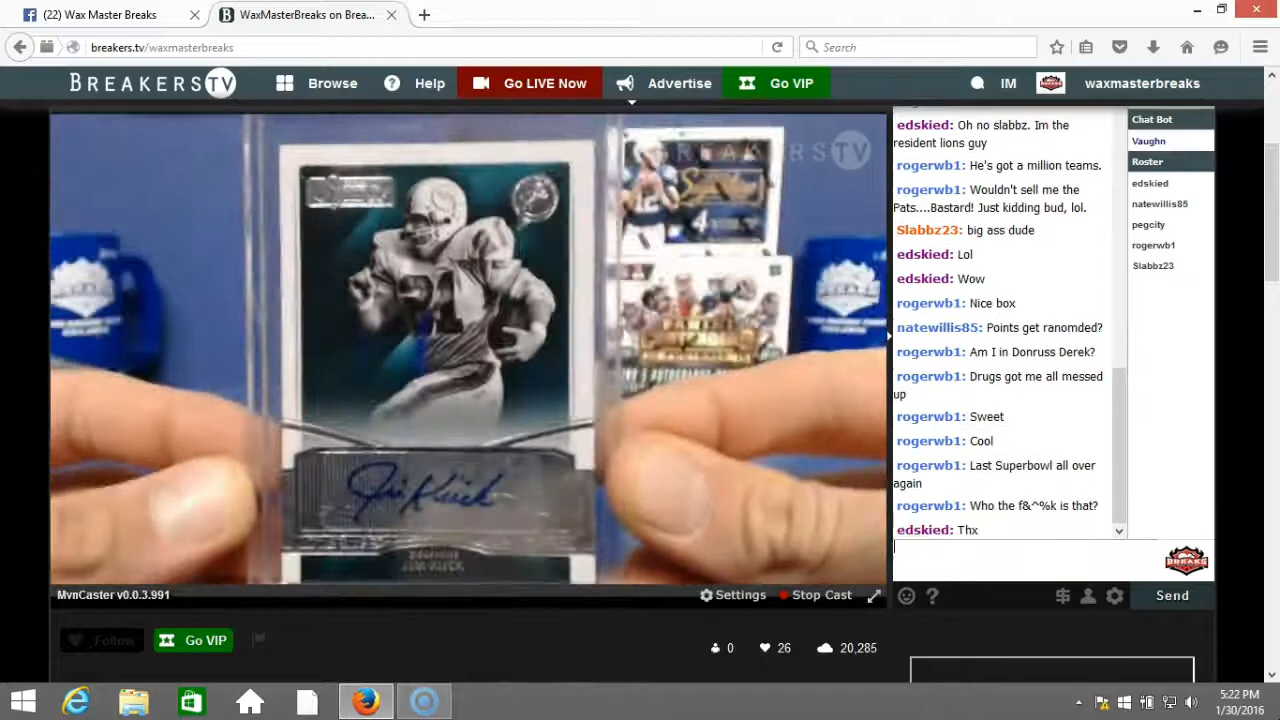 (22) Wax Master Breaks
WaxMasterBreaks on Brea...
breakers.tv/waxmasterbreaks
Search
BREAKERS TV
Browse
Help
Go LIVE Now
Advertise
Go VIP
IM
waxmasterbreaks
edskied: Oh no slabbz. Im the
resident lions guy
rogerwb1: He's got a million teams.
rogerwb1: Wouldn't sell me the
Pats....Bastard! Just kidding bud, lol.
Slabbz23: big ass dude
edskied: Lol
edskied: Wow
rogerwb1: Nice box
natewillis85: Points get ranomded?
rogerwb1: Am I in Donruss Derek?
rogerwb1: Drugs got me all messed
up
rogerwb1: Sweet
rogerwb1: Cool
rogerwb1: Last Superbowl all over
again
rogerwb1: Who the f&^%k is that?
edskied: Thx
Chat Bot
Vaughn
Roster
edskied
natewillis85
pegcity
rogerwb1
Slabbz23
BREAKS
Send
MvnCaster v0.0.3.991
Settings
Stop Cast
Follow
Go VIP
0
26
20,285
5:22 PM
1/30/2016